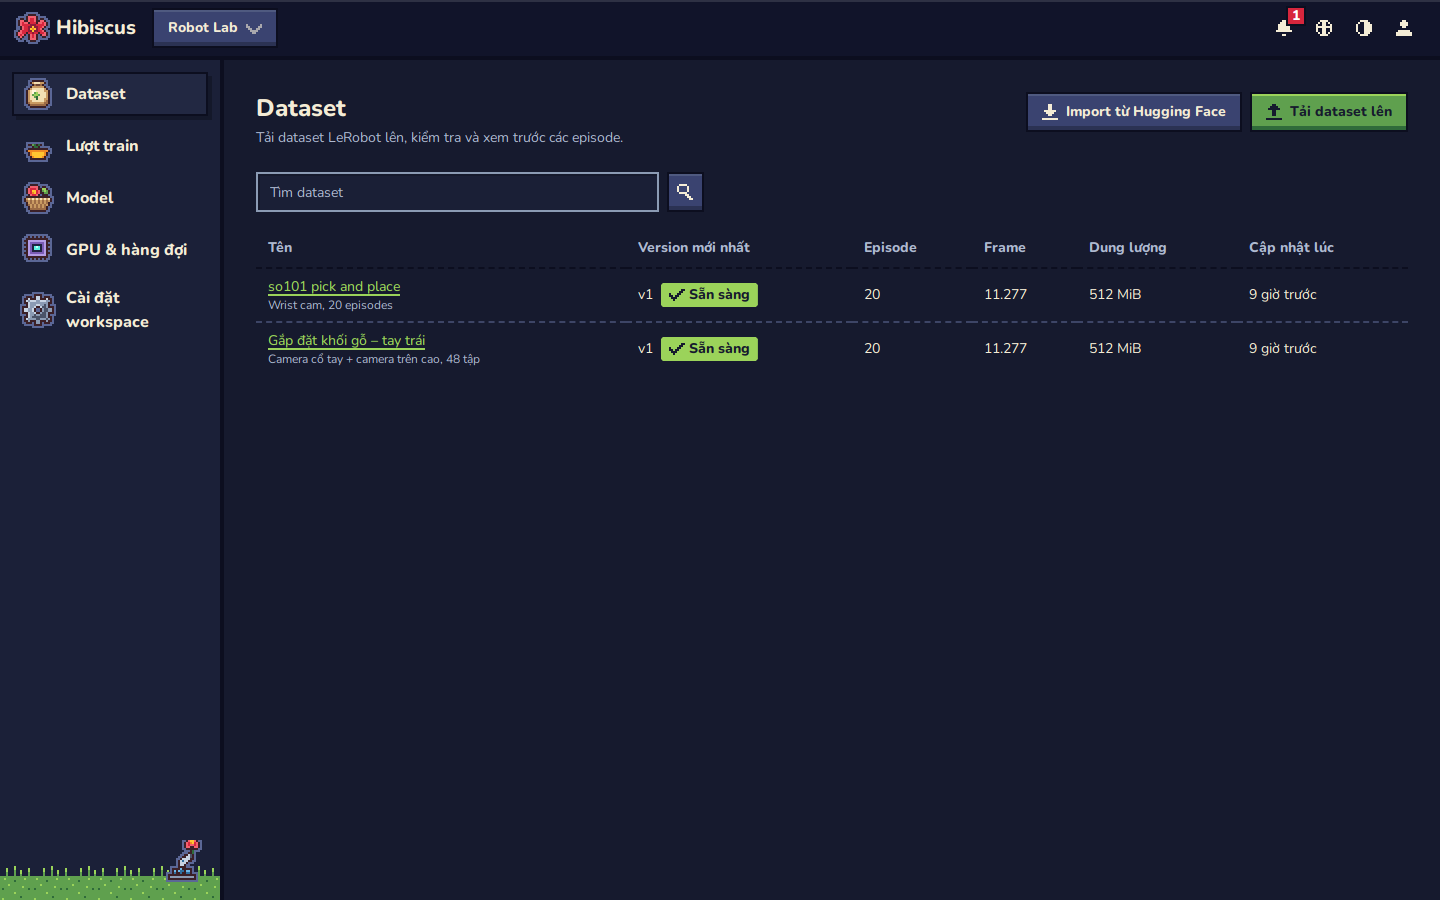 Hibiscus
Robot Lab
1
Dataset
Lượt train
Model
GPU & hàng đợi
Cài đặt
workspace
Dataset
Tải dataset LeRobot lên, kiểm tra và xem trước các episode.
Import từ Hugging Face
Tải dataset lên
Tìm dataset
Tên Version mới nhất Episode Frame Dung lượng Cập nhật lúc
so101 pick and place
Wrist cam, 20 episodes
v1 Sẵn sàng 20 11.277 512 MiB 9 giờ trước
Gắp đặt khối gỗ – tay trái
Camera cổ tay + camera trên cao, 48 tập
v1 Sẵn sàng 20 11.277 512 MiB 9 giờ trước